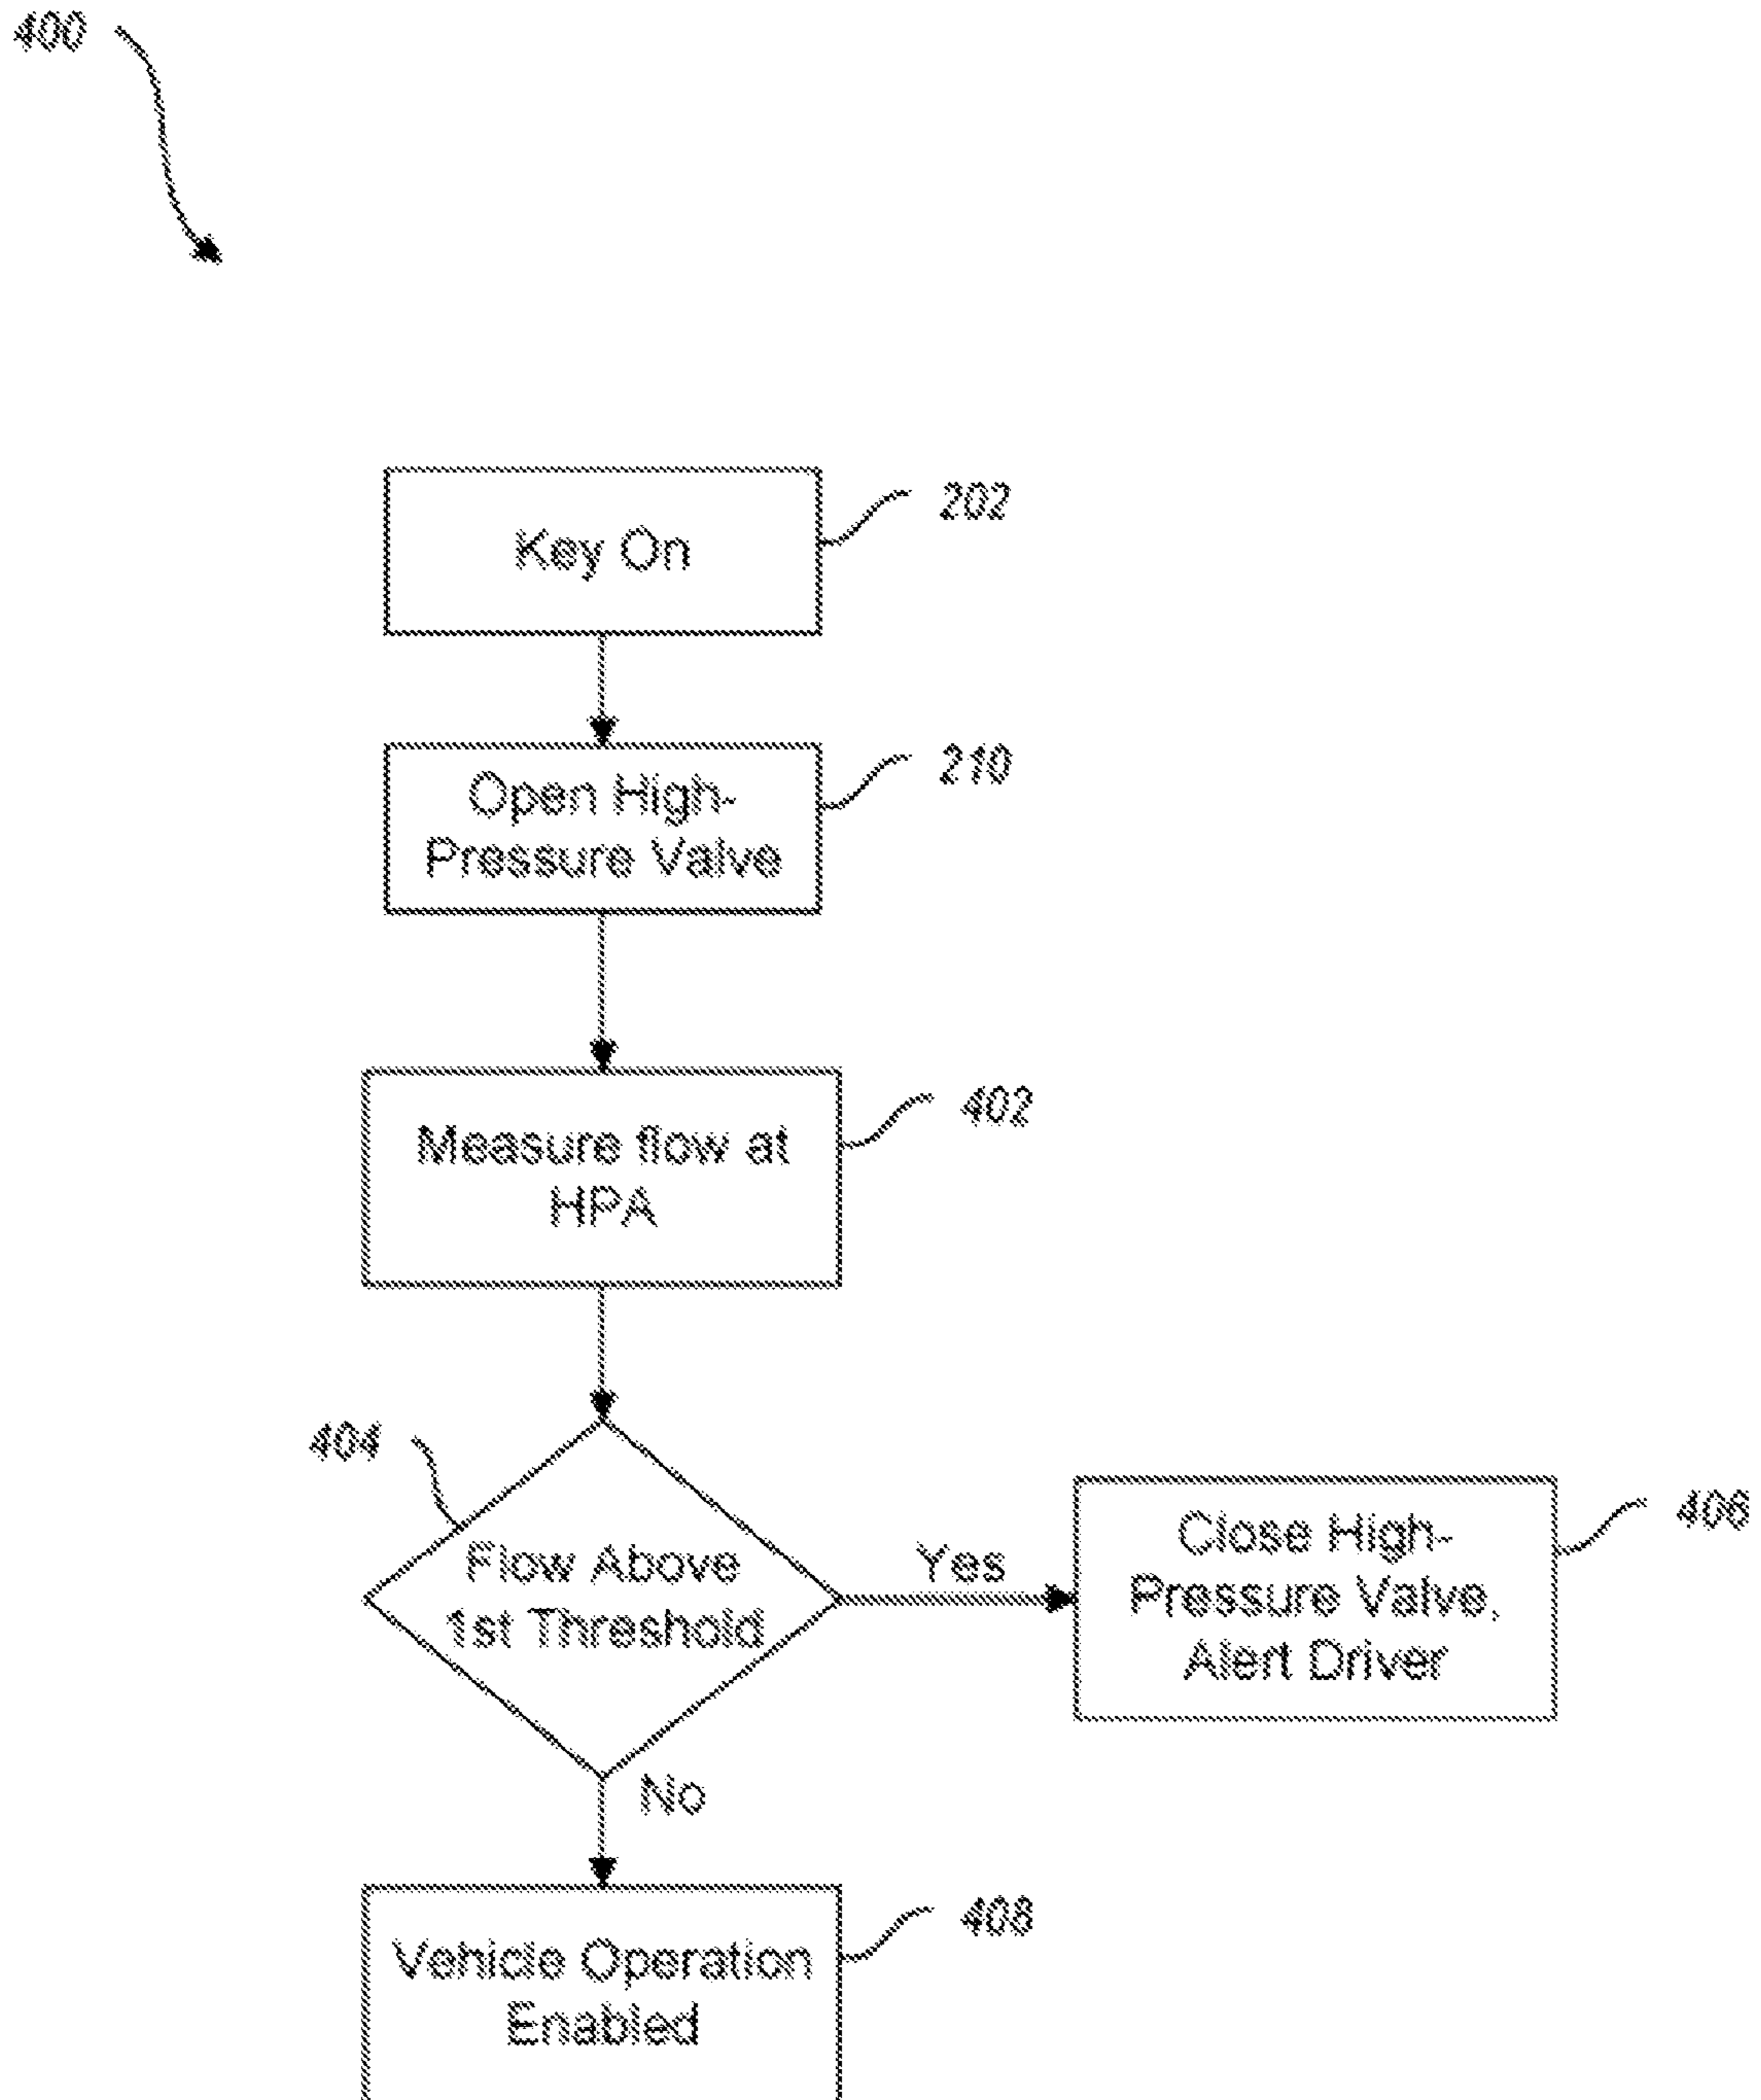 400
Key On
202
Open High-
Pressure Valve
210
Measure flow at
HPA
402
404
Flow Above
1st Threshold
Yes
Close High-
Pressure Valve,
Alert Driver
406
No
Vehicle Operation
Enabled
408